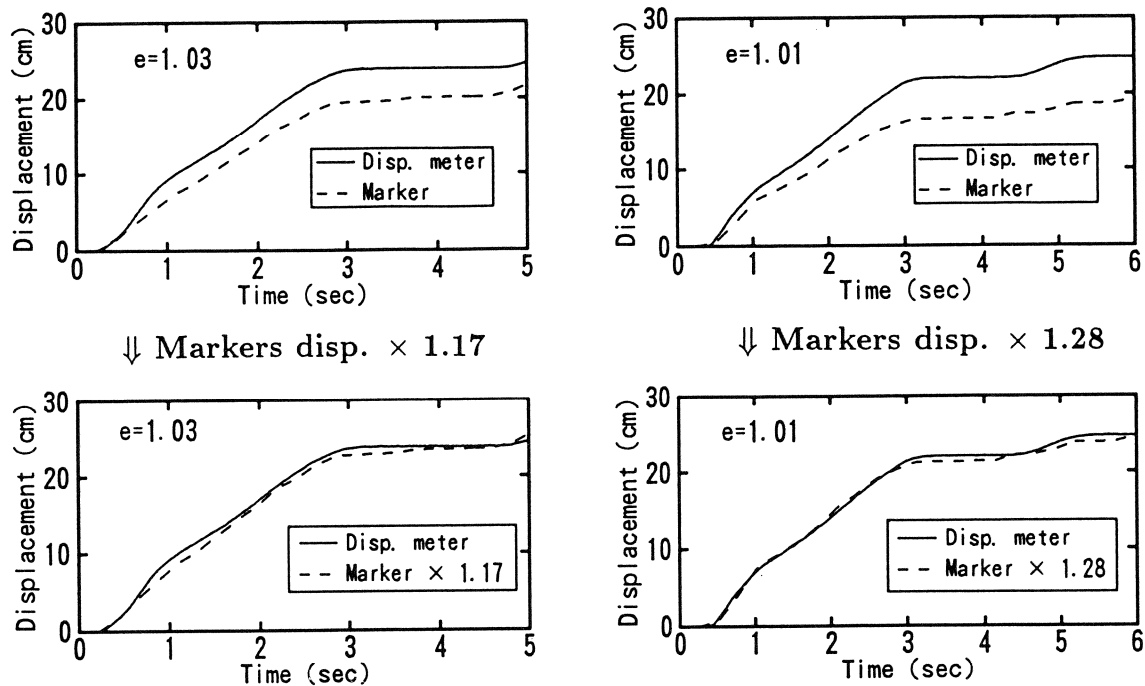 30
20
10
0
Displacement (cm)
e=1.03
Disp. meter
Marker
0 1 2 3 4 5
Time (sec)
30
20
10
0
Displacement (cm)
e=1.01
Disp. meter
Marker
0 1 2 3 4 5 6
Time (sec)
⇓ Markers disp. × 1.17
⇓ Markers disp. × 1.28
30
20
10
0
Displacement (cm)
e=1.03
Disp. meter
Marker × 1.17
0 1 2 3 4 5
Time (sec)
30
20
10
0
Displacement (cm)
e=1.01
Disp. meter
Marker × 1.28
0 1 2 3 4 5 6
Time (sec)